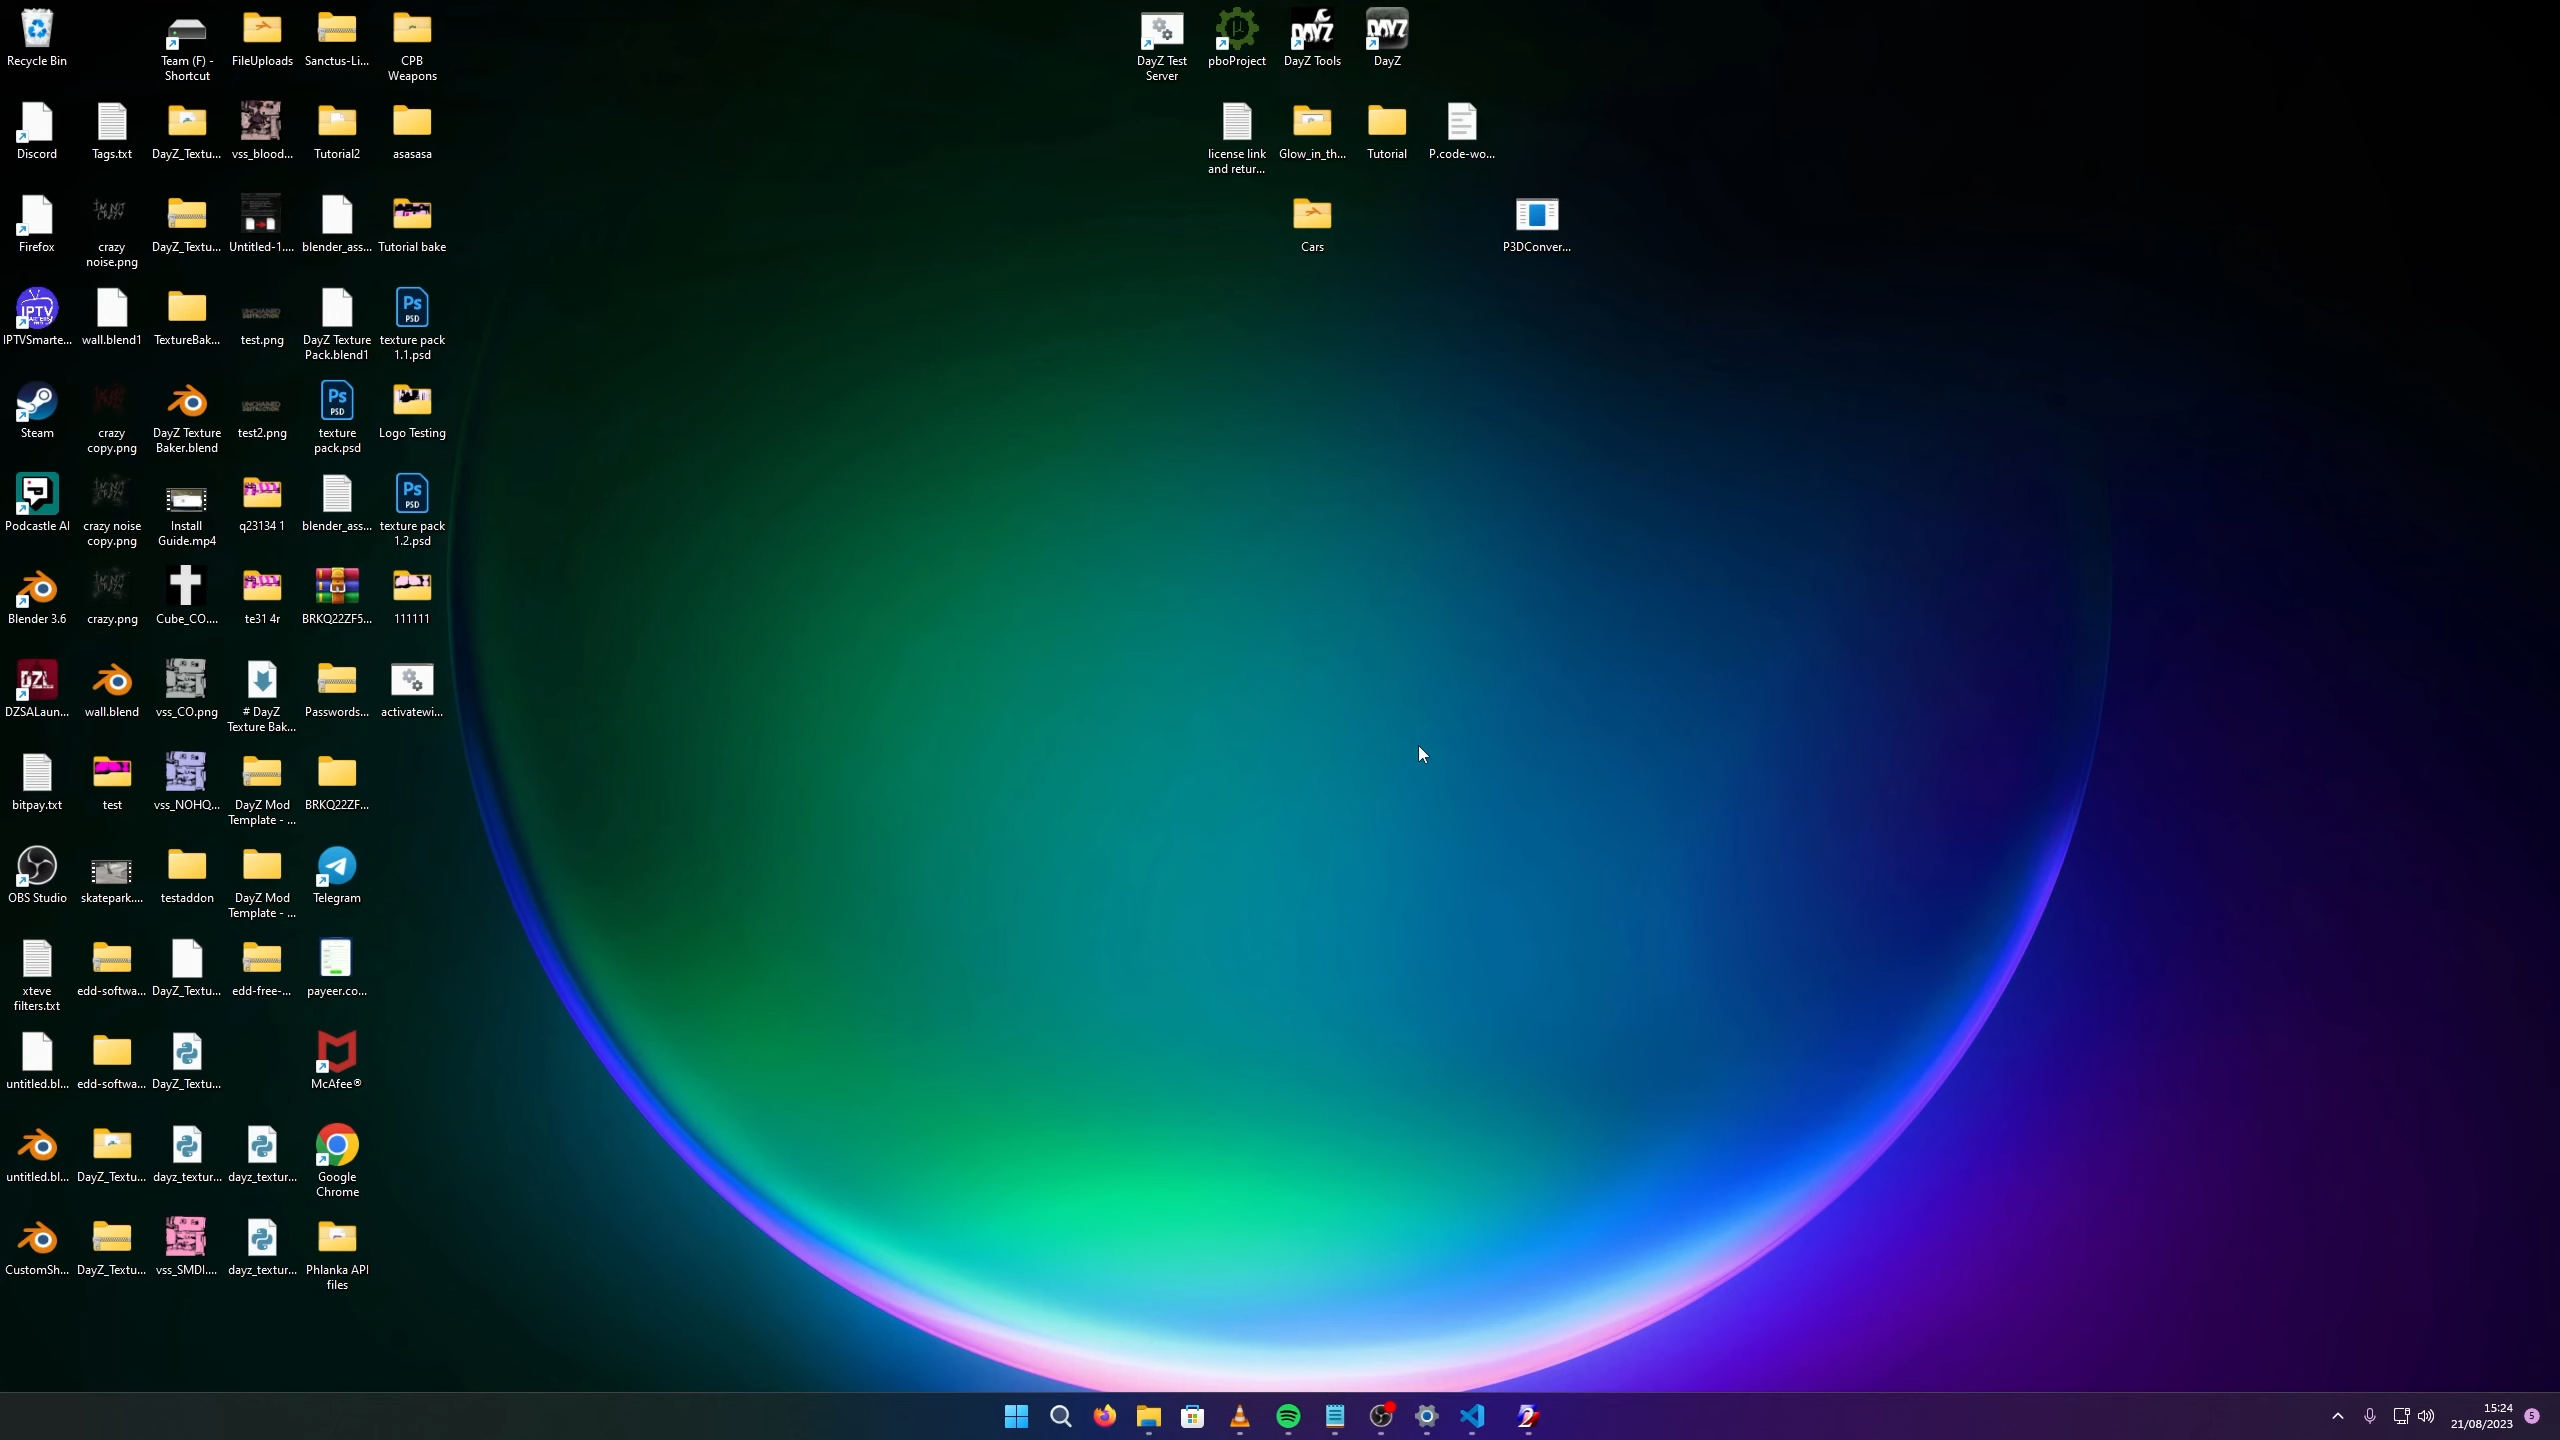 Recycle Bin
Team (F) -
Shortcut
FileUploads
Sanctus-Li...
CPB
Weapons
DayZ Test
Server
pboProject
DayZ Tools
DayZ
Discord
Tags.txt
DayZ_Textu...
vss_blood...
Tutorial2
asasasa
license link
and retur...
Glow_in_th...
Tutorial
P.code-wo...
Firefox
crazy
noise.png
DayZ_Textu...
Untitled-1....
blender_ass...
Tutorial bake
Cars
P3DConver...
IPTVSmarte...
wall.blend1
TextureBak...
test.png
DayZ Texture
Pack.blend1
texture pack
1.1.psd
Steam
crazy
copy.png
DayZ Texture
Baker.blend
test2.png
texture
pack.psd
Logo Testing
Podcastle AI
crazy noise
copy.png
Install
Guide.mp4
q23134 1
blender_ass...
texture pack
1.2.psd
Blender 3.6
crazy.png
Cube_CO....
te31 4r
BRKQ22ZF5...
111111
DZSALaun...
wall.blend
vss_CO.png
# DayZ
Texture Bak...
Passwords...
activatewi...
bitpay.txt
test
vss_NOHQ...
DayZ Mod
Template - ...
BRKQ22ZF...
OBS Studio
skatepark....
testaddon
DayZ Mod
Template - ...
Telegram
xteve
filters.txt
edd-softwa...
DayZ_Textu...
edd-free-...
payeer.co...
untitled.bl...
edd-softwa...
DayZ_Textu...
McAfee®
untitled.bl...
DayZ_Textu...
dayz_textur...
dayz_textur...
Google
Chrome
CustomSh...
DayZ_Textu...
vss_SMDI....
dayz_textur...
Phlanka API
files
15:24
21/08/2023
5